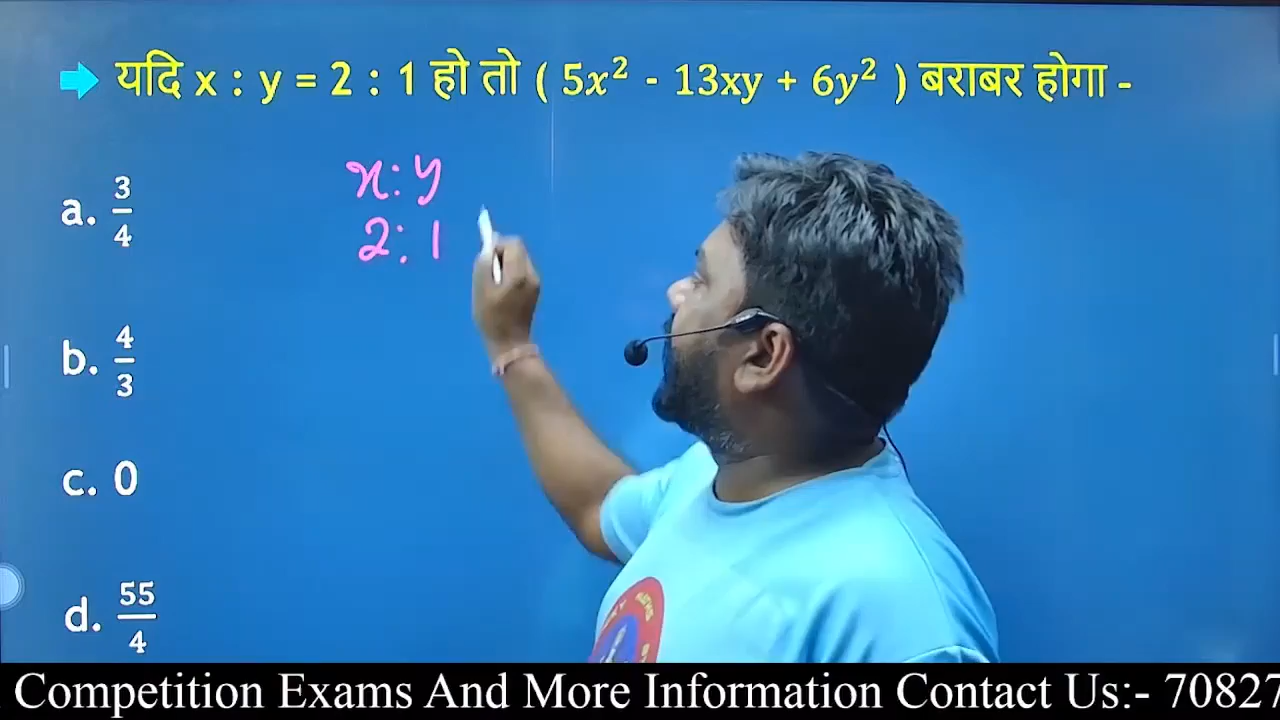 यदि x : y = 2 : 1 हो तो ( 5x² - 13xy + 6y² ) बराबर होगा -
x : y
2 : 1
a. 3/4
b. 4/3
c. 0
d. 55/4
Competition Exams And More Information Contact Us:- 70827